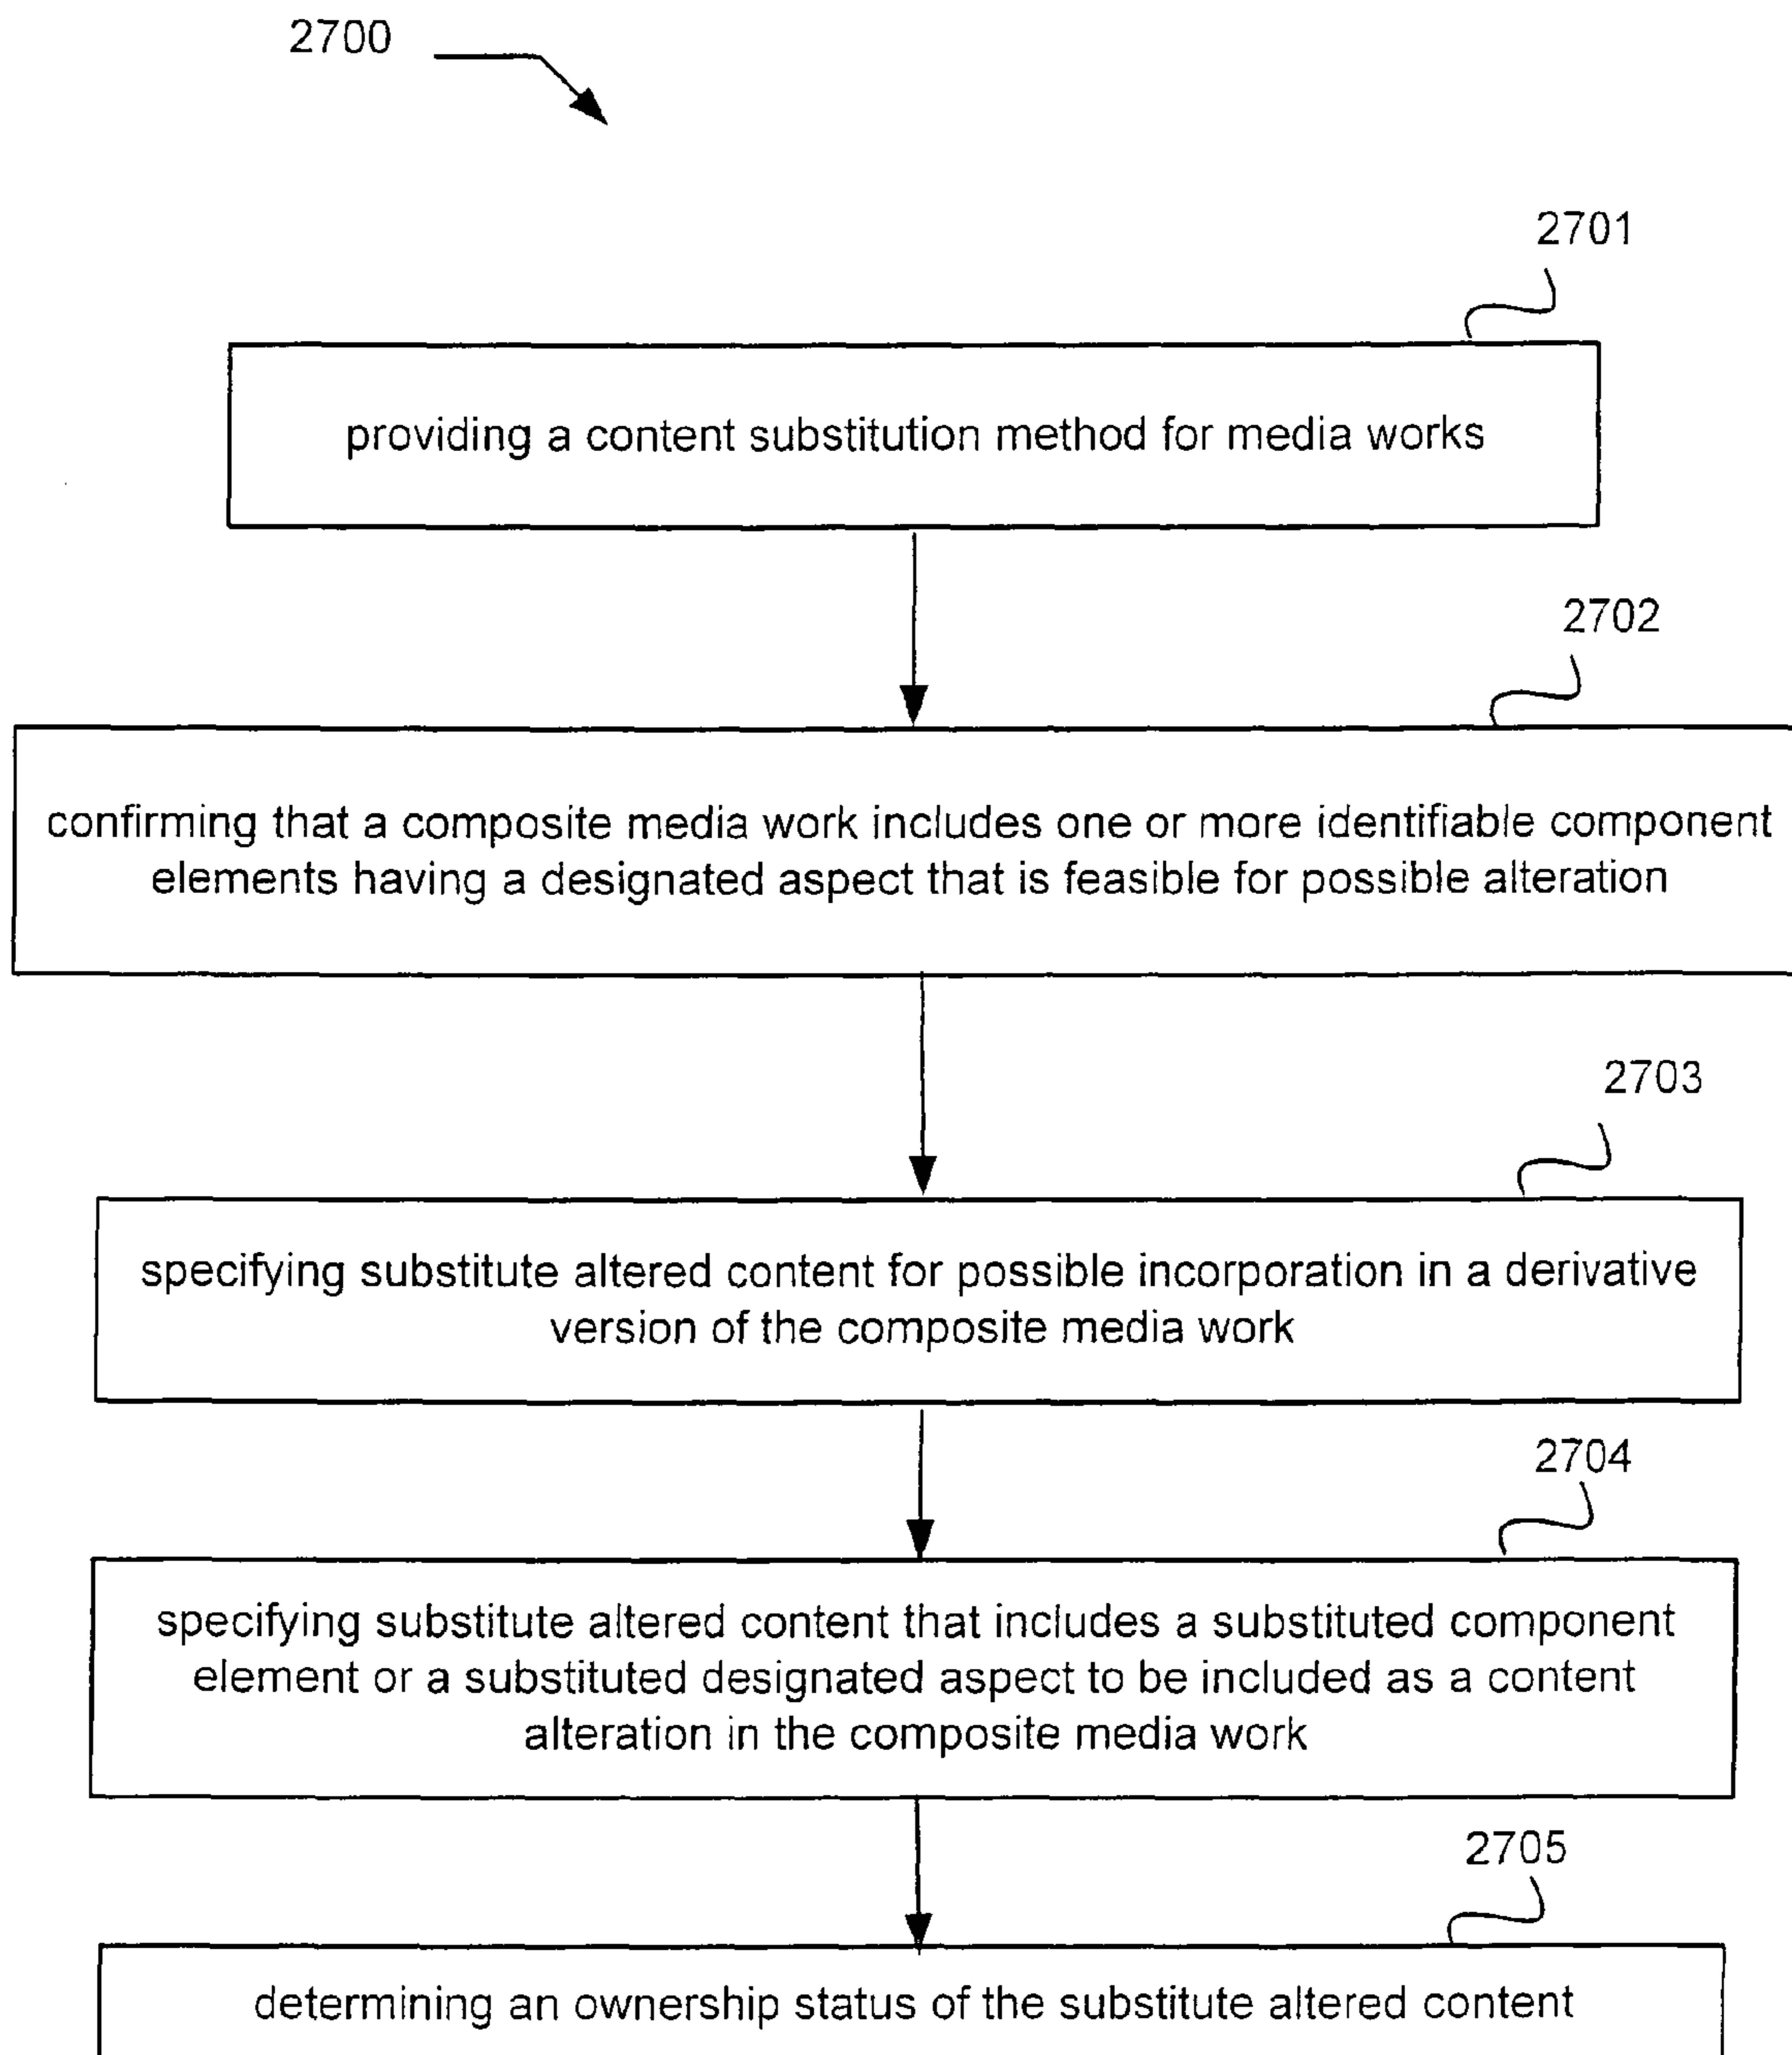 2700
2701
providing a content substitution method for media works
2702
confirming that a composite media work includes one or more identifiable component
elements having a designated aspect that is feasible for possible alteration
2703
specifying substitute altered content for possible incorporation in a derivative
version of the composite media work
2704
specifying substitute altered content that includes a substituted component
element or a substituted designated aspect to be included as a content
alteration in the composite media work
2705
determining an ownership status of the substitute altered content